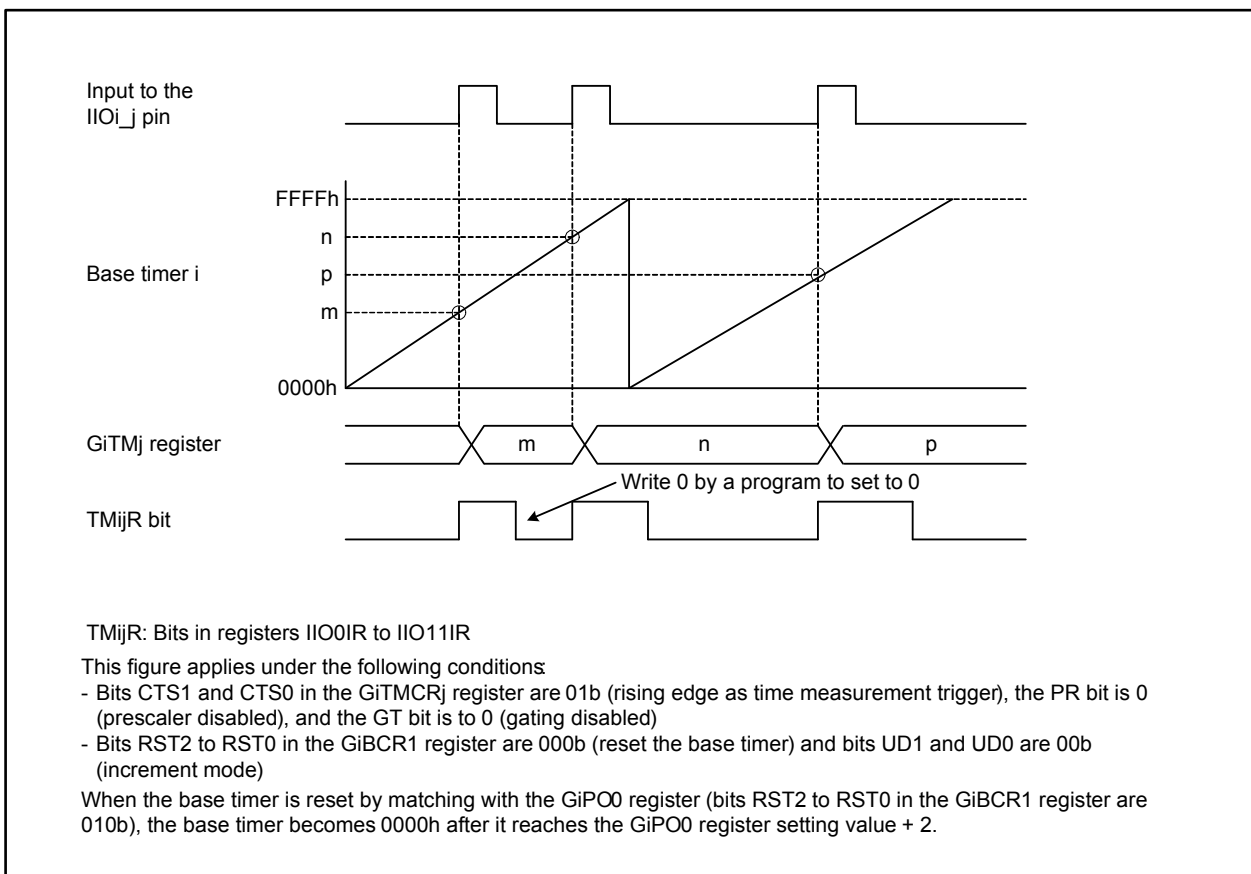 Input to the
IIOi_j pin
FFFFh
n
Base timer i
p
m
0000h
GiTMj register
m
n
p
Write 0 by a program to set to 0
TMijR bit
TMijR: Bits in registers IIO0IR to IIO11IR
This figure applies under the following conditions:
- Bits CTS1 and CTS0 in the GiTMCRj register are 01b (rising edge as time measurement trigger), the PR bit is 0
(prescaler disabled), and the GT bit is to 0 (gating disabled)
- Bits RST2 to RST0 in the GiBCR1 register are 000b (reset the base timer) and bits UD1 and UD0 are 00b
(increment mode)
When the base timer is reset by matching with the GiPO0 register (bits RST2 to RST0 in the GiBCR1 register are
010b), the base timer becomes 0000h after it reaches the GiPO0 register setting value + 2.